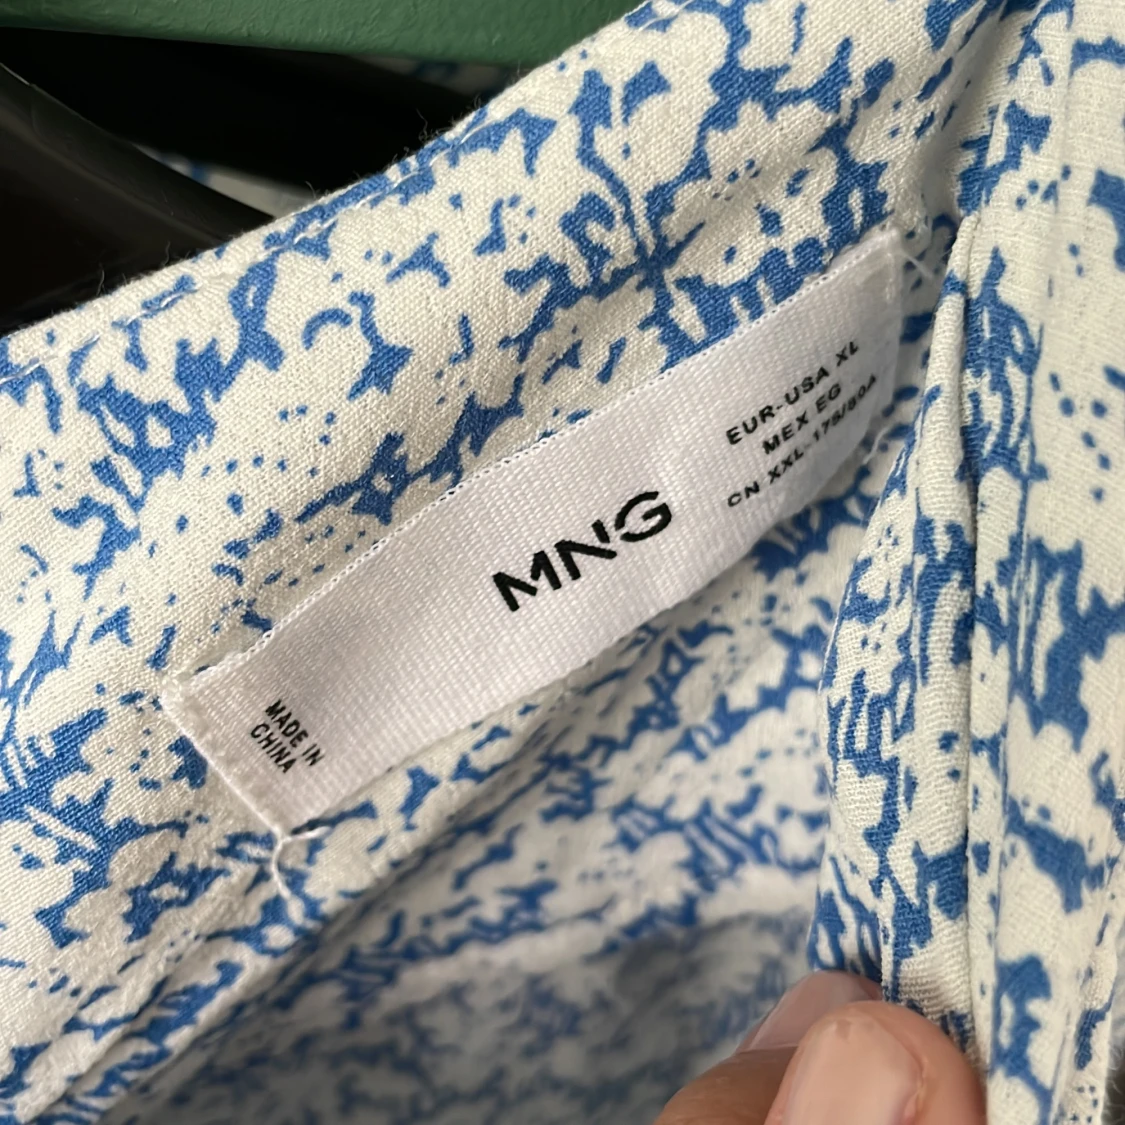 MADE IN
CHINA
MNG
EUR-USA XL
MEX EG
CN XXL-175/80A